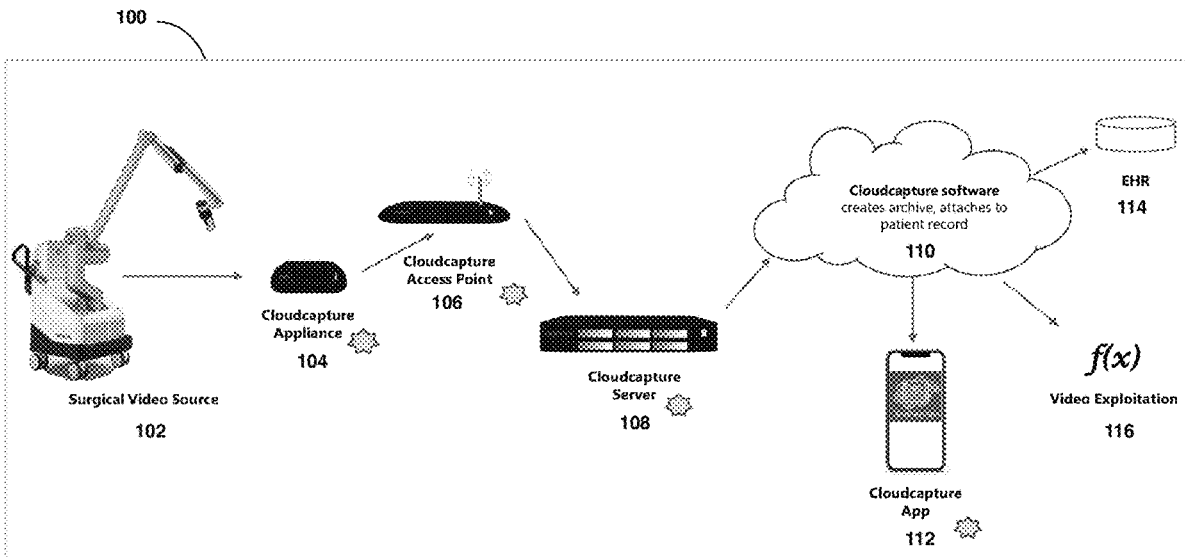 100
Cloudcapture software
creates archive, attaches to
patient record
110
EHR
114
Cloudcapture
Access Point
106
Cloudcapture
Appliance
104
Surgical Video Source
102
Cloudcapture
Server
108
f(x)
Video Exploitation
116
Cloudcapture
App
112